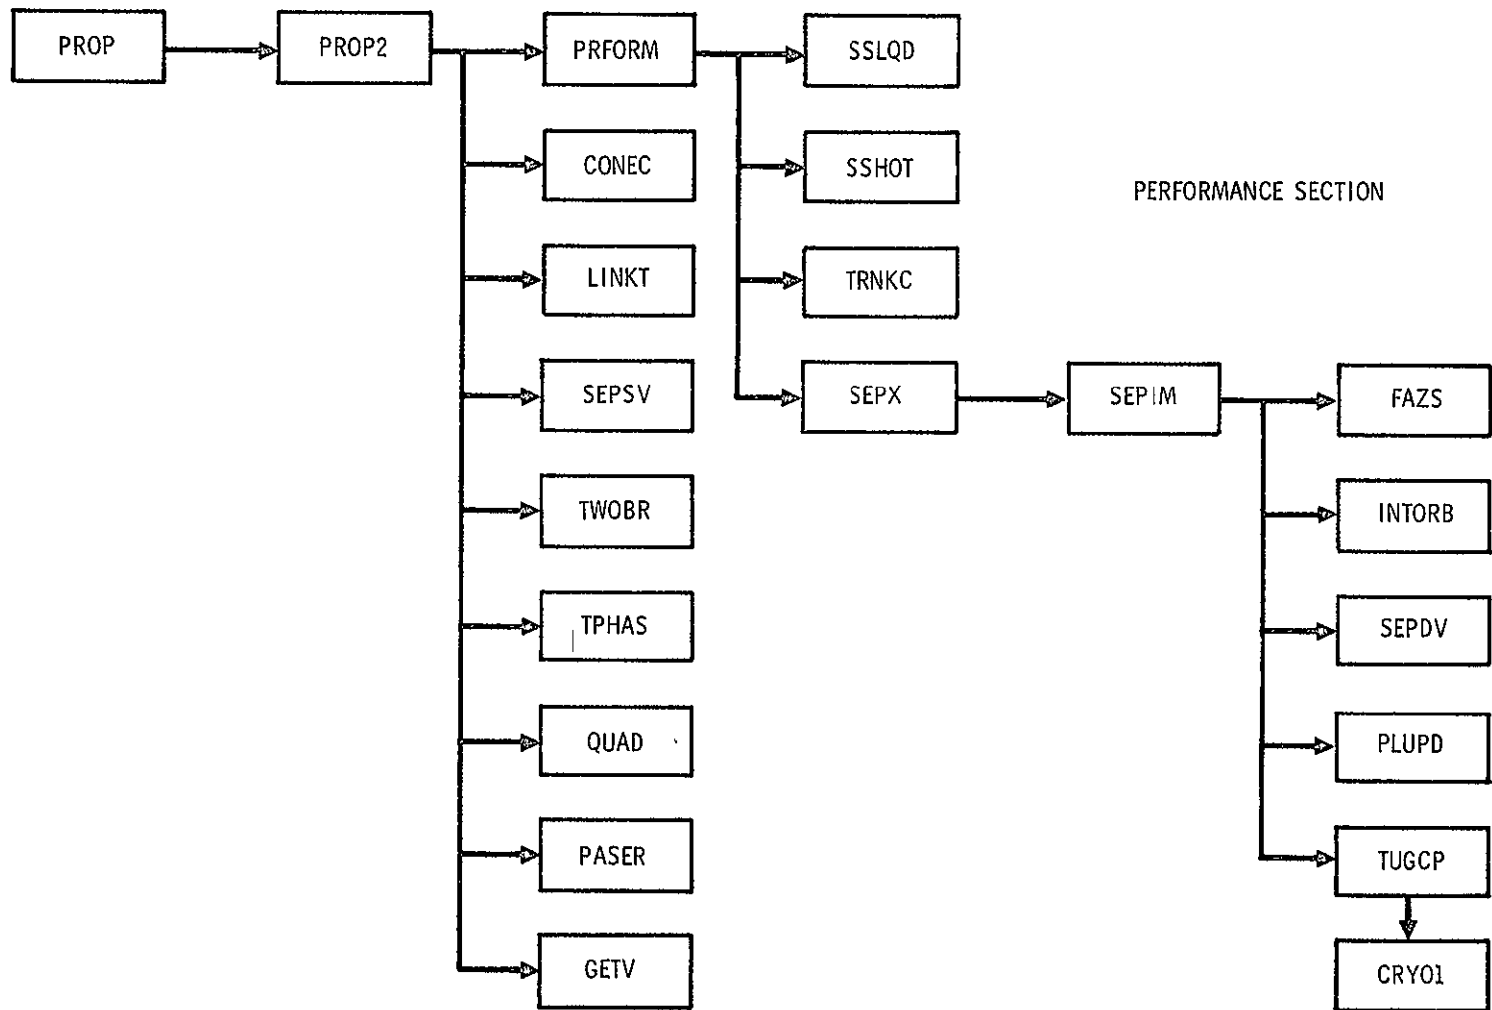 PROP
PROP2
PRFORM
SSLQD
CONEC
SSHOT
PERFORMANCE SECTION
LINKT
TRNKC
SEPSV
SEPX
SEPIM
FAZS
TWOBR
INTORB
TPHAS
SEPDV
QUAD
PLUPD
PASER
TUGCP
GETV
CRYO1